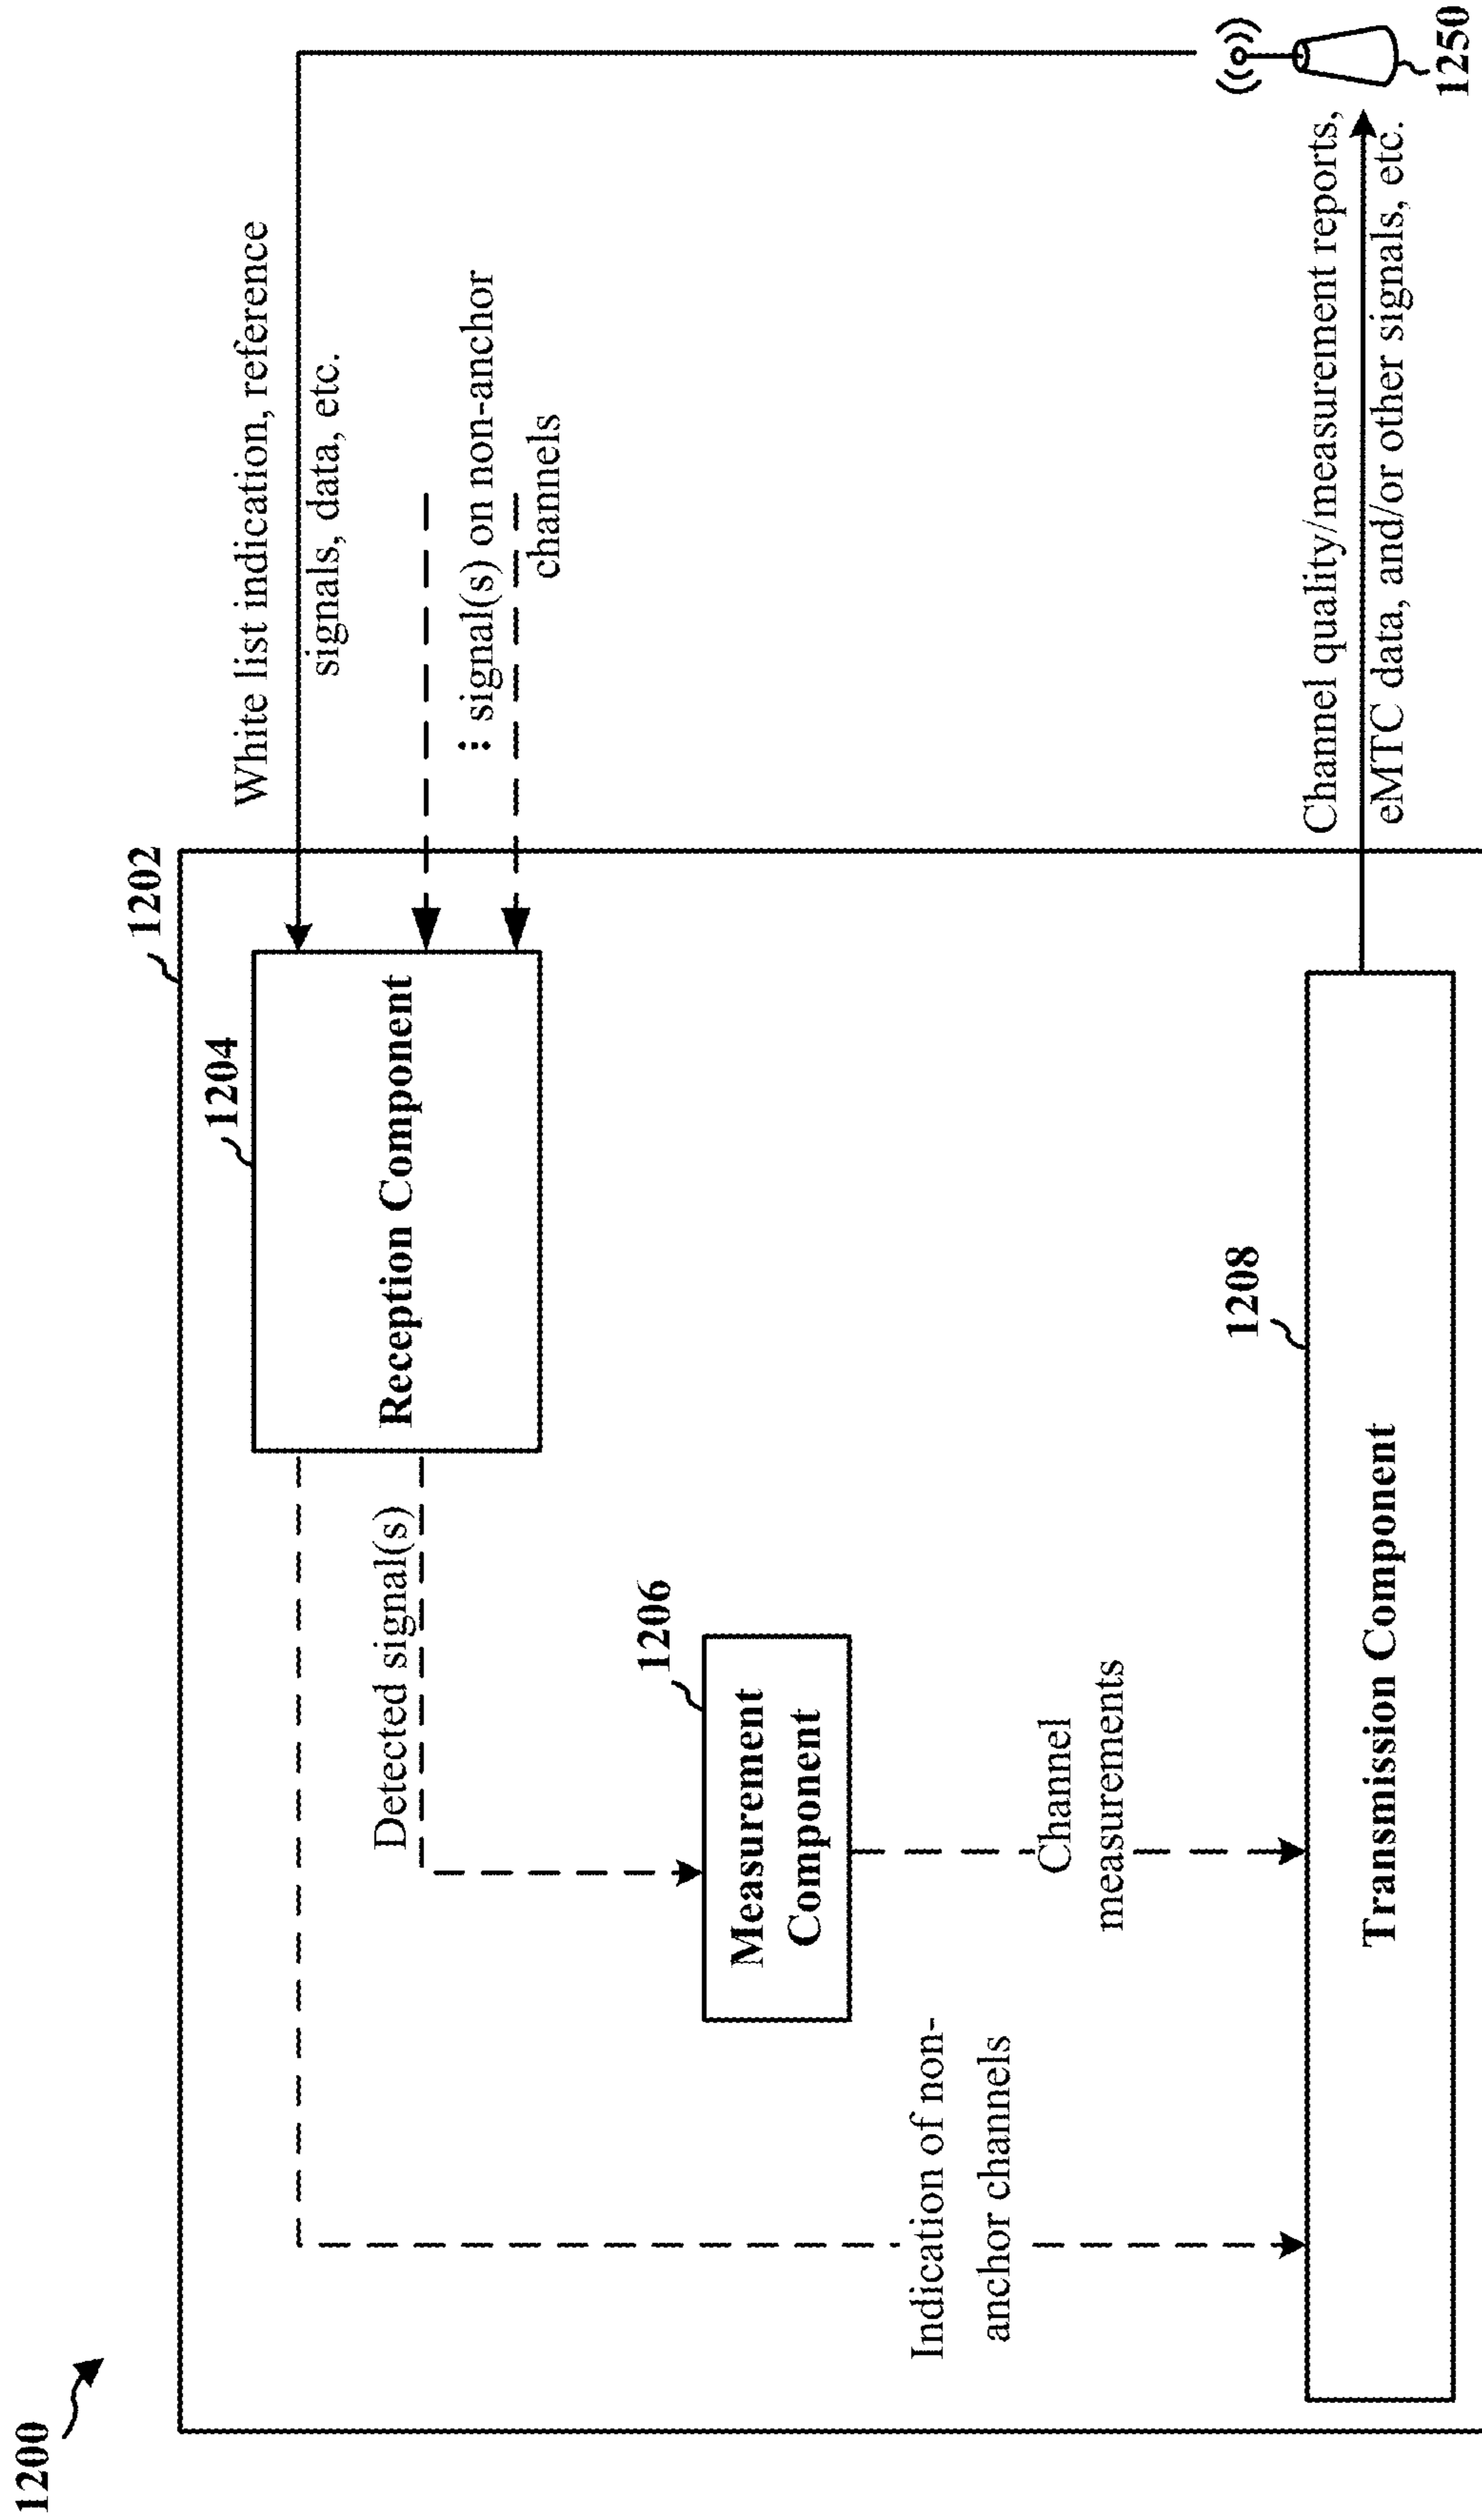 1200
1202
1204
Reception Component
White list indication, reference
signals, data, etc.
signal(s) on non-anchor
channels
Detected signal(s)
1206
Measurement
Component
Indication of non-
anchor channels
Channel
measurements
1208
Transmission Component
Channel quality/measurement reports,
eMTC data, and/or other signals, etc.
1250